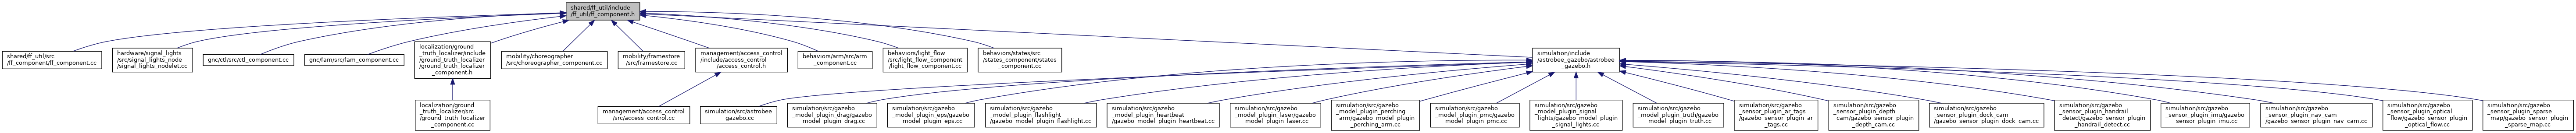 shared/ff_util/include
/ff_util/ff_component.h
shared/ff_util/src
/ff_component/ff_component.cc
hardware/signal_lights
/src/signal_lights_node
/signal_lights_nodelet.cc
gnc/ctl/src/ctl_component.cc
gnc/fam/src/fam_component.cc
localization/ground
_truth_localizer/include
/ground_truth_localizer
/ground_truth_localizer
_component.h
mobility/choreographer
/src/choreographer_component.cc
mobility/framestore
/src/framestore.cc
management/access_control
/include/access_control
/access_control.h
behaviors/arm/src/arm
_component.cc
behaviors/light_flow
/src/light_flow_component
/light_flow_component.cc
behaviors/states/src
/states_component/states
_component.cc
simulation/include
/astrobee_gazebo/astrobee
_gazebo.h
localization/ground
_truth_localizer/src
/ground_truth_localizer
_component.cc
management/access_control
/src/access_control.cc
simulation/src/astrobee
_gazebo.cc
simulation/src/gazebo
_model_plugin_drag/gazebo
_model_plugin_drag.cc
simulation/src/gazebo
_model_plugin_eps/gazebo
_model_plugin_eps.cc
simulation/src/gazebo
_model_plugin_flashlight
/gazebo_model_plugin_flashlight.cc
simulation/src/gazebo
_model_plugin_heartbeat
/gazebo_model_plugin_heartbeat.cc
simulation/src/gazebo
_model_plugin_laser/gazebo
_model_plugin_laser.cc
simulation/src/gazebo
_model_plugin_perching
_arm/gazebo_model_plugin
_perching_arm.cc
simulation/src/gazebo
_model_plugin_pmc/gazebo
_model_plugin_pmc.cc
simulation/src/gazebo
_model_plugin_signal
_lights/gazebo_model_plugin
_signal_lights.cc
simulation/src/gazebo
_model_plugin_truth/gazebo
_model_plugin_truth.cc
simulation/src/gazebo
_sensor_plugin_ar_tags
/gazebo_sensor_plugin_ar
_tags.cc
simulation/src/gazebo
_sensor_plugin_depth
_cam/gazebo_sensor_plugin
_depth_cam.cc
simulation/src/gazebo
_sensor_plugin_dock_cam
/gazebo_sensor_plugin_dock_cam.cc
simulation/src/gazebo
_sensor_plugin_handrail
_detect/gazebo_sensor_plugin
_handrail_detect.cc
simulation/src/gazebo
_sensor_plugin_imu/gazebo
_sensor_plugin_imu.cc
simulation/src/gazebo
_sensor_plugin_nav_cam
/gazebo_sensor_plugin_nav_cam.cc
simulation/src/gazebo
_sensor_plugin_optical
_flow/gazebo_sensor_plugin
_optical_flow.cc
simulation/src/gazebo
_sensor_plugin_sparse
_map/gazebo_sensor_plugin
_sparse_map.cc